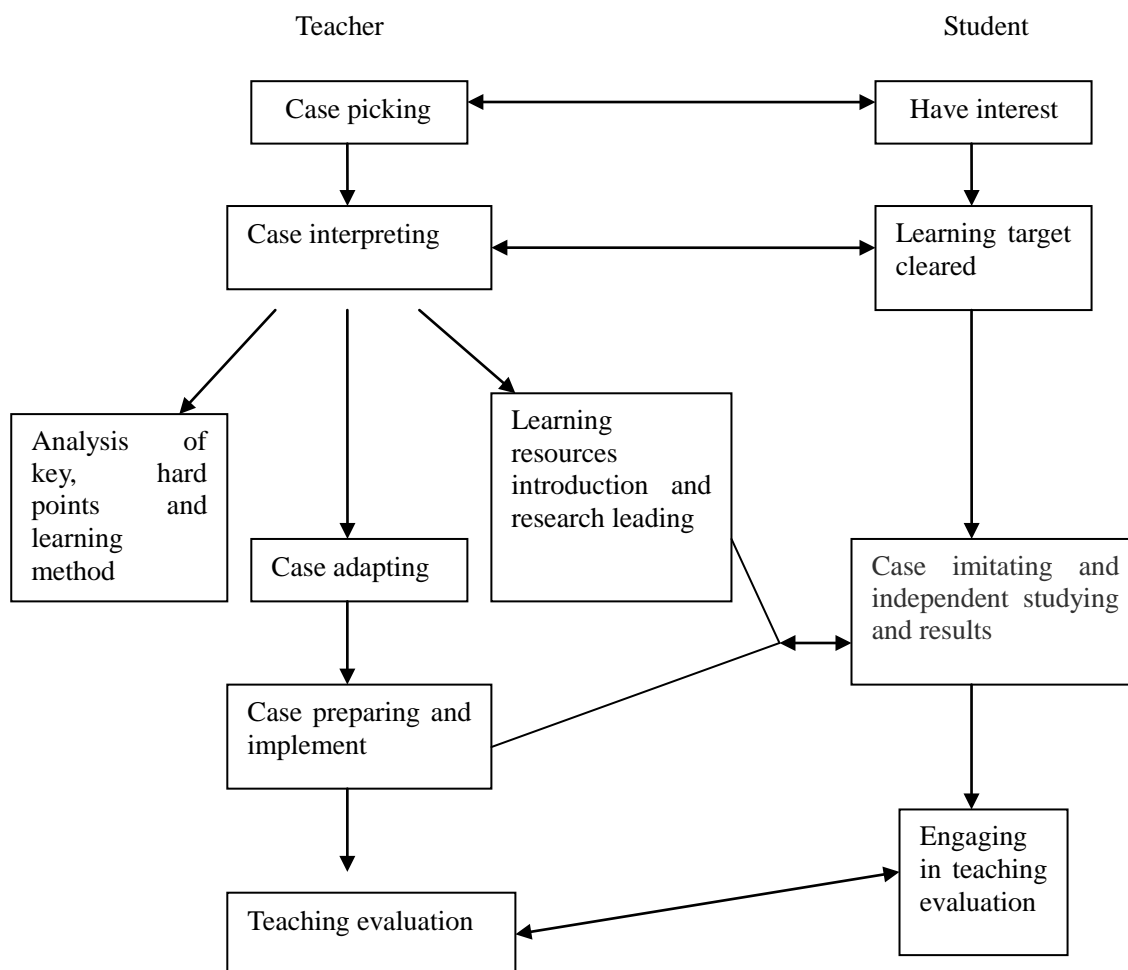 Teacher
Student
Case picking
Have interest
Case interpreting
Learning target
cleared
Analysis of
key, hard
points and
learning
method
Learning
resources
introduction and
research leading
Case adapting
Case imitating and
independent studying
and results
Case preparing and
implement
Engaging
in teaching
evaluation
Teaching evaluation